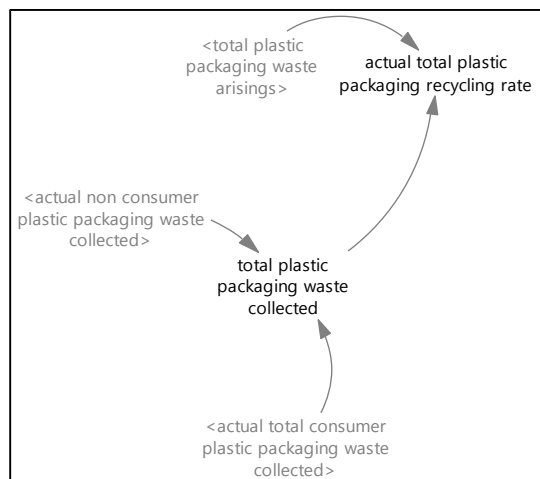 <total plastic
packaging waste
arisings>
actual total plastic
packaging recycling rate
<actual non consumer
plastic packaging waste
collected>
total plastic
packaging waste
collected
<actual total consumer
plastic packaging waste
collected>